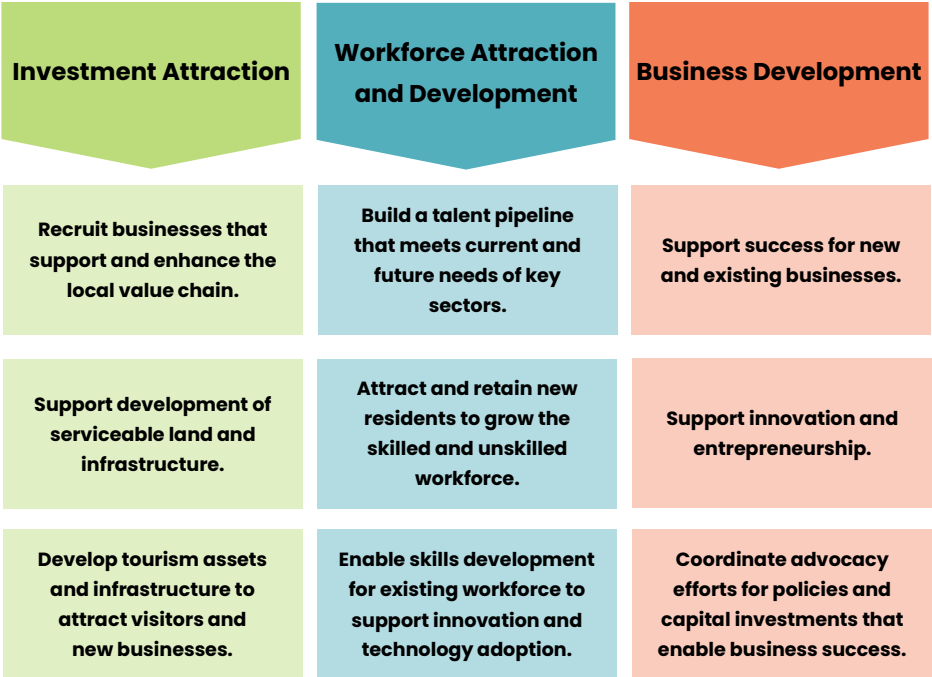 Investment Attraction
Workforce Attraction
and Development
Business Development
Recruit businesses that
support and enhance the
local value chain.
Build a talent pipeline
that meets current and
future needs of key
sectors.
Support success for new
and existing businesses.
Support development of
serviceable land and
infrastructure.
Attract and retain new
residents to grow the
skilled and unskilled
workforce.
Support innovation and
entrepreneurship.
Develop tourism assets
and infrastructure to
attract visitors and
new businesses.
Enable skills development
for existing workforce to
support innovation and
technology adoption.
Coordinate advocacy
efforts for policies and
capital investments that
enable business success.